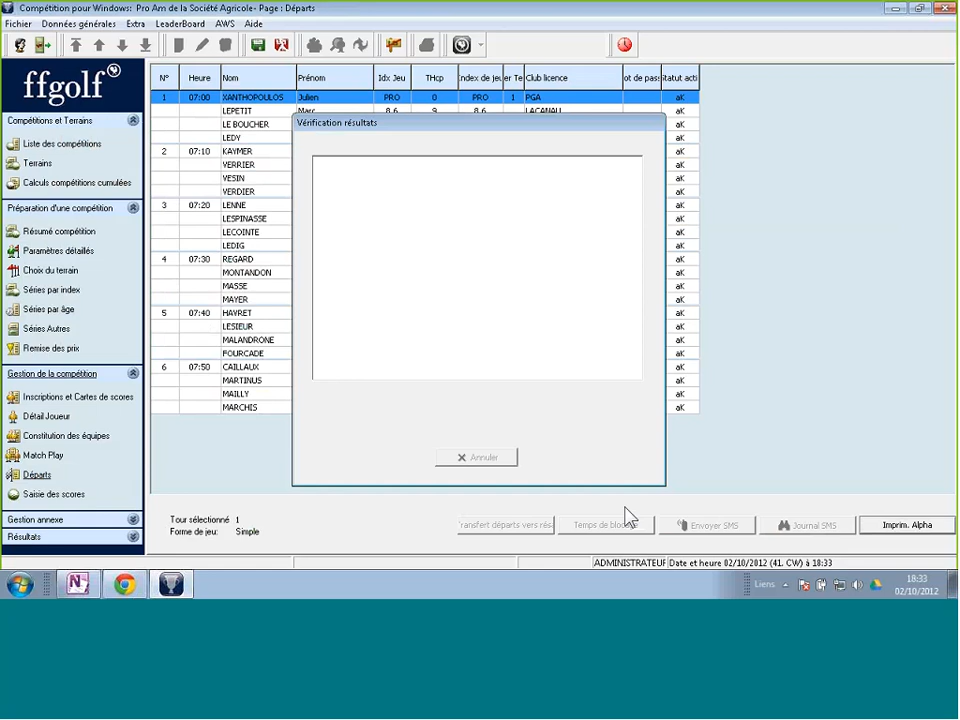 Compétition pour Windows: Pro Am de la Société Agricole- Page : Départs
Fichier Données générales Extra LeaderBoard AWS Aide
ffgolf
Compétitions et Terrains
Liste des compétitions
Terrains
Calculs compétitions cumulées
Préparation d'une compétition
Résumé compétition
Paramètres détaillés
Choix du terrain
Séries par index
Séries par âge
Séries Autres
Remise des prix
Gestion de la compétition
Inscriptions et Cartes de scores
Détail Joueur
Constitution des équipes
Match Play
Départs
Saisie des scores
Gestion annexe
Résultats
N° Heure Nom Prénom Idx Jeu THcp Index de jeu er Te Club licence ot de pass tatut acti
1 07:00 XANTHOPOULOS Julien PRO 0 PRO 1 PGA aK
LEPETIT Marc 8,6 9 8,6 LACANAU aK
LE BOUCHER aK
LEDY aK
2 07:10 KAYMER aK
VERRIER aK
VESIN aK
VERDIER aK
3 07:20 LENNE aK
LESPINASSE aK
LECOINTE aK
LEDIG aK
4 07:30 REGARD aK
MONTANDON aK
MASSE aK
MAYER aK
5 07:40 HAVRET aK
LESIEUR aK
MALANDRONE aK
FOURCADE aK
6 07:50 CAILLAUX aK
MARTINUS aK
MAILLY aK
MARCHIS aK
Vérification résultats
Annuler
Tour sélectionné 1
Forme de jeu: Simple
Transfert départs vers rés
Temps de
Envoyer SMS
Journal SMS
Imprim. Alpha
ADMINISTRATEUR Date et heure 02/10/2012 (41. CW) à 18:33
Liens
18:33
02/10/2012